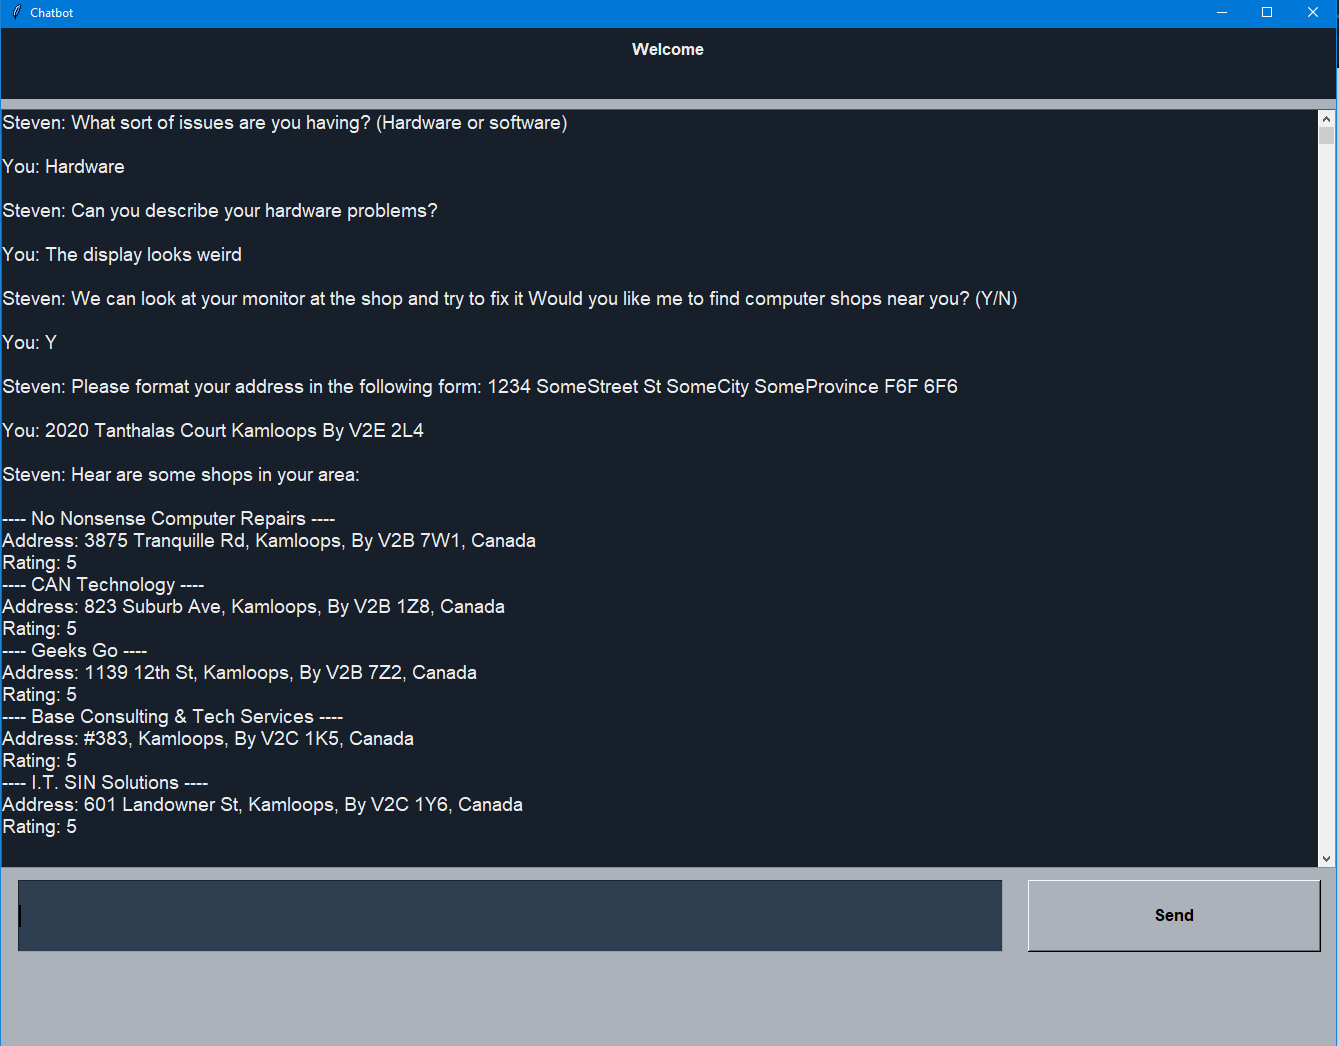 Chatbot
Welcome
Steven: What sort of issues are you having? (Hardware or software)
You: Hardware
Steven: Can you describe your hardware problems?
You: The display looks weird
Steven: We can look at your monitor at the shop and try to fix it Would you like me to find computer shops near you? (Y/N)
You: Y
Steven: Please format your address in the following form: 1234 SomeStreet St SomeCity SomeProvince F6F 6F6
You: 2020 Tanthalas Court Kamloops By V2E 2L4
Steven: Hear are some shops in your area:
---- No Nonsense Computer Repairs ----
Address: 3875 Tranquille Rd, Kamloops, By V2B 7W1, Canada
Rating: 5
---- CAN Technology ----
Address: 823 Suburb Ave, Kamloops, By V2B 1Z8, Canada
Rating: 5
---- Geeks Go ----
Address: 1139 12th St, Kamloops, By V2B 7Z2, Canada
Rating: 5
---- Base Consulting & Tech Services ----
Address: #383, Kamloops, By V2C 1K5, Canada
Rating: 5
---- I.T. SIN Solutions ----
Address: 601 Landowner St, Kamloops, By V2C 1Y6, Canada
Rating: 5
Send